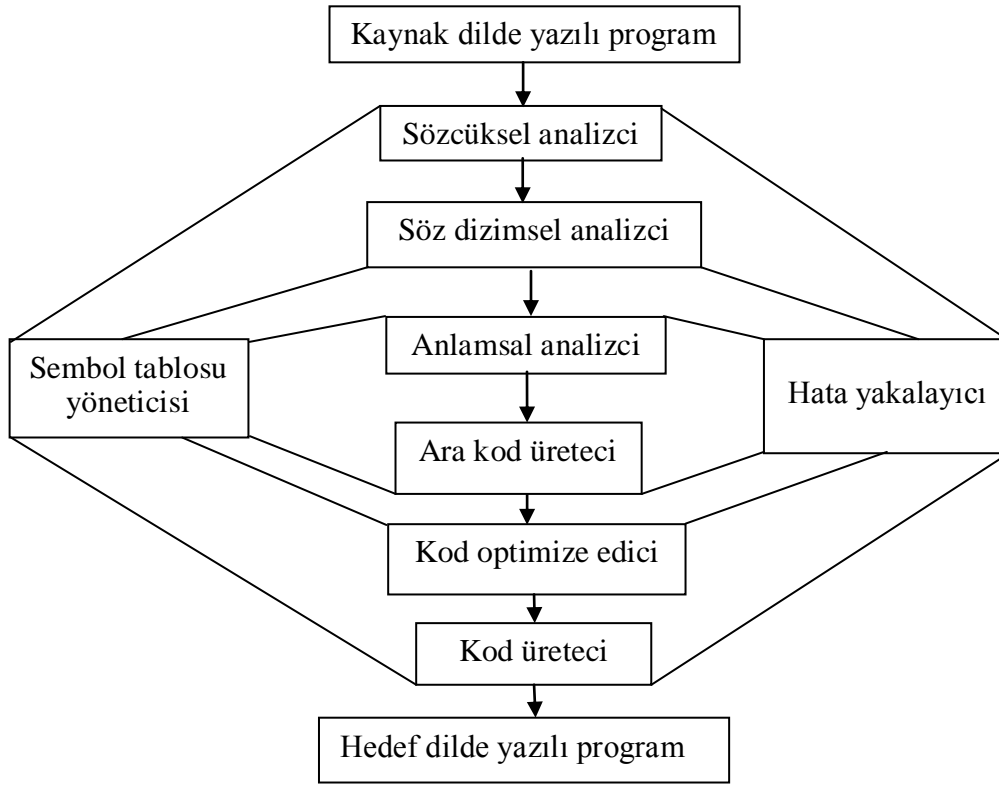 Kaynak dilde yazılı program
Sözcüksel analizci
Söz dizimsel analizci
Anlamsal analizci
Sembol tablosu
yöneticisi
Hata yakalayıcı
Ara kod üreteci
Kod optimize edici
Kod üreteci
Hedef dilde yazılı program